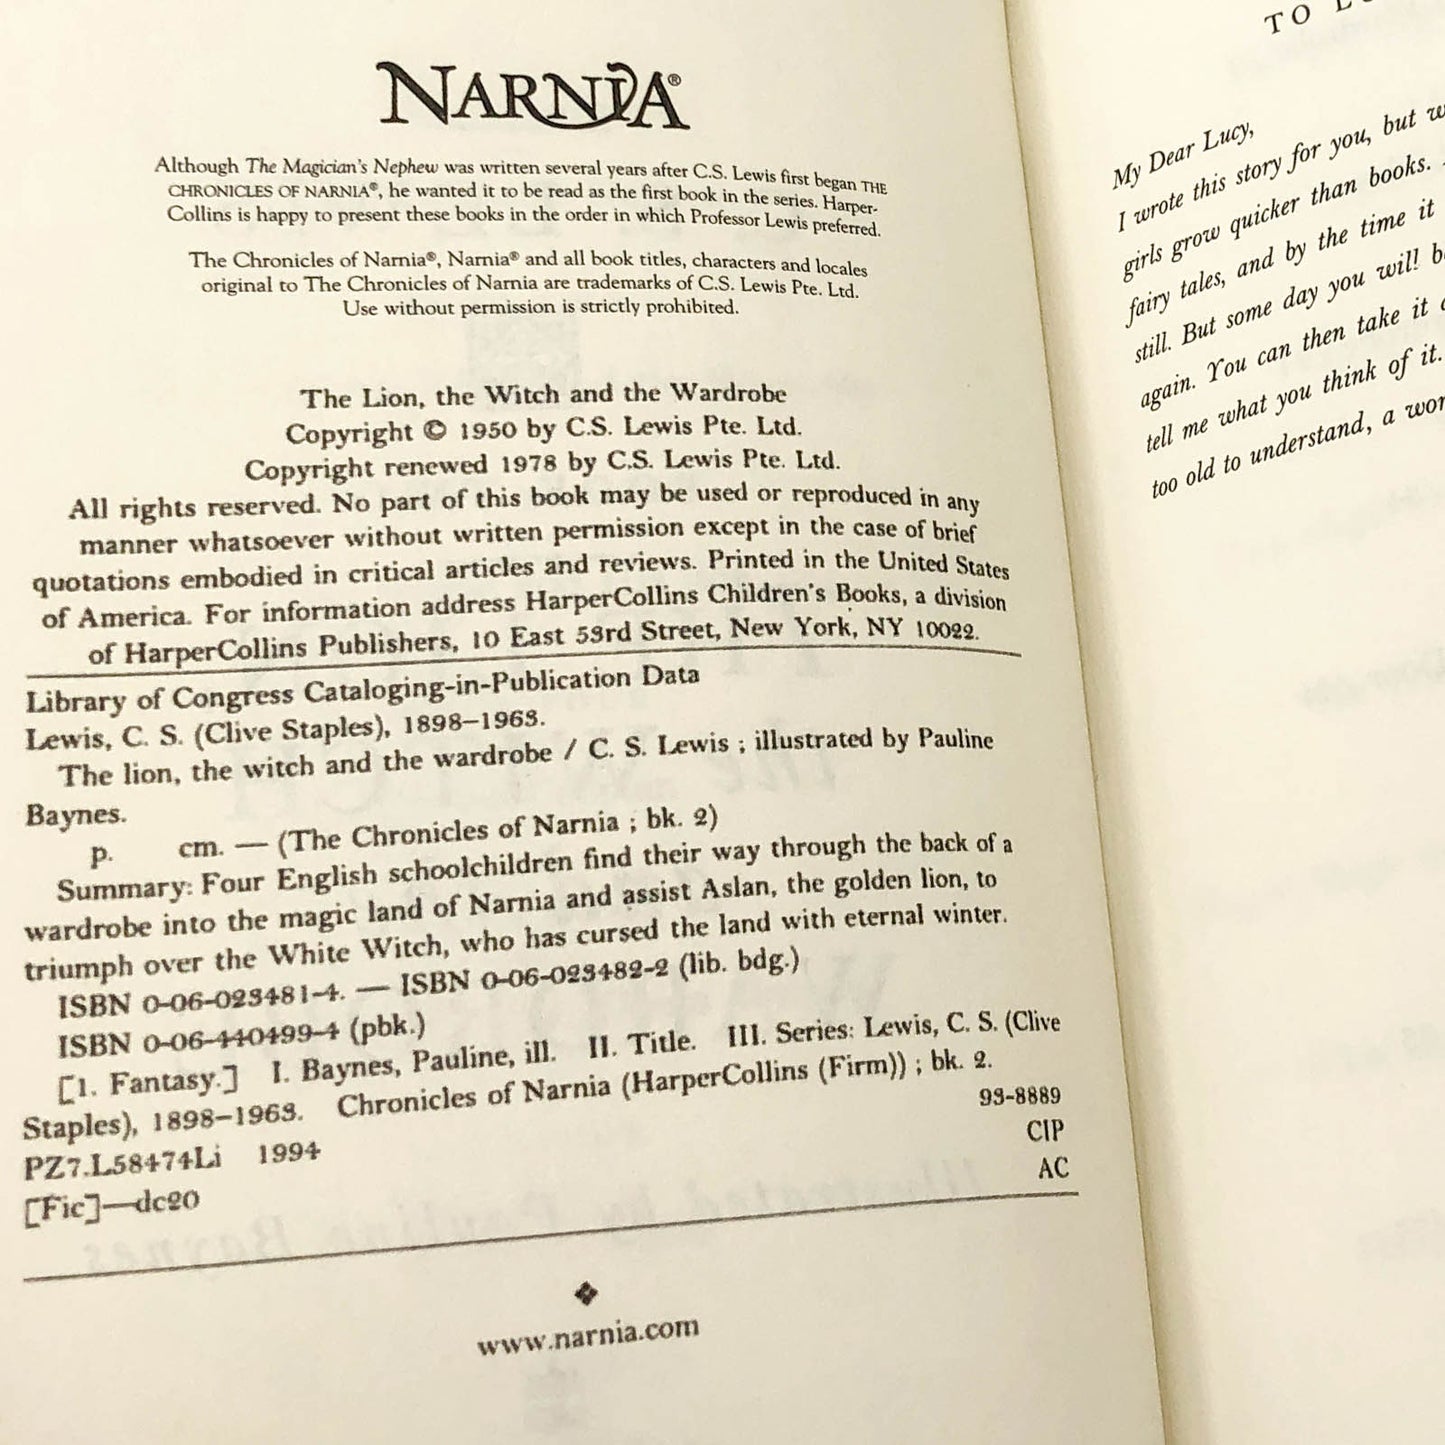 NARNIA®
Although The Magician's Nephew was written several years after C.S. Lewis first began THE
CHRONICLES OF NARNIA®, he wanted it to be read as the first book in the series. Harper-
Collins is happy to present these books in the order in which Professor Lewis preferred.
The Chronicles of Narnia®, Narnia® and all book titles, characters and locales
original to The Chronicles of Narnia are trademarks of C.S. Lewis Pte. Ltd.
Use without permission is strictly prohibited.
The Lion, the Witch and the Wardrobe
Copyright © 1950 by C.S. Lewis Pte. Ltd.
Copyright renewed 1978 by C.S. Lewis Pte. Ltd.
All rights reserved. No part of this book may be used or reproduced in any
manner whatsoever without written permission except in the case of brief
quotations embodied in critical articles and reviews. Printed in the United States
of America. For information address HarperCollins Children's Books, a division
of HarperCollins Publishers, 10 East 53rd Street, New York, NY 10022.
Library of Congress Cataloging-in-Publication Data
Lewis, C. S. (Clive Staples), 1898–1963.
The lion, the witch and the wardrobe / C. S. Lewis ; illustrated by Pauline
Baynes.
p. cm. — (The Chronicles of Narnia ; bk. 2)
Summary: Four English schoolchildren find their way through the back of a
wardrobe into the magic land of Narnia and assist Aslan, the golden lion, to
triumph over the White Witch, who has cursed the land with eternal winter.
ISBN 0-06-023481-4. — ISBN 0-06-023482-2 (lib. bdg.)
ISBN 0-06-440499-4 (pbk.)
[1. Fantasy.] I. Baynes, Pauline, ill. II. Title. III. Series: Lewis, C. S. (Clive
Staples), 1898–1963. Chronicles of Narnia (HarperCollins (Firm)) ; bk. 2.
PZ7.L58474Li 1994 93-8889
CIP
[Fic]—dc20 AC
www.narnia.com
TO
My Dear Lucy,
I wrote this story for you, but
girls grow quicker than books.
fairy tales, and by the time it
still. But some day you will
again. You can then take it
tell me what you think of it.
too old to understand, a